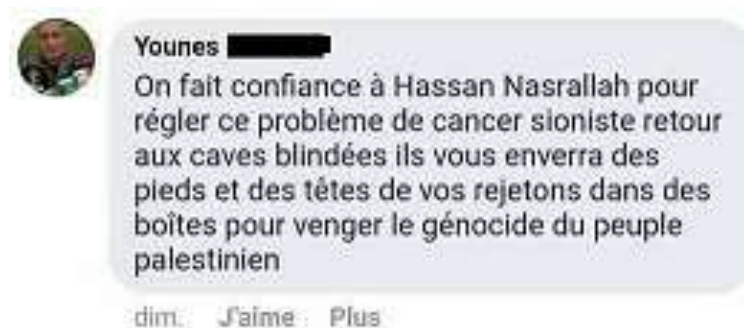 Younes
On fait confiance à Hassan Nasrallah pour
régler ce problème de cancer sioniste retour
aux caves blindées ils vous enverra des
pieds et des têtes de vos rejetons dans des
boîtes pour venger le génocide du peuple
palestinien
dim. J'aime Plus